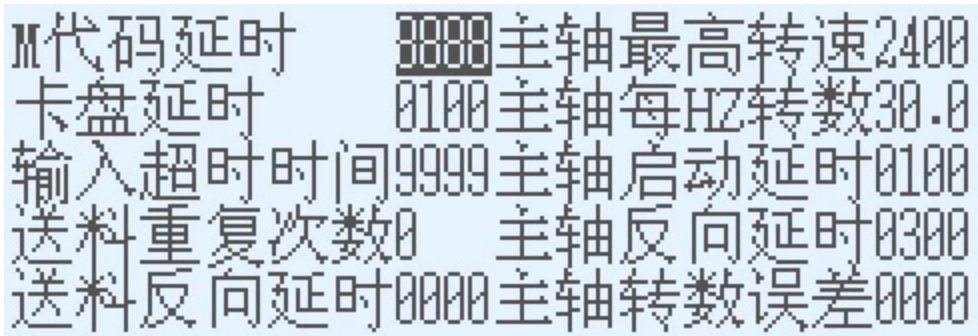 M代码延时 0000 主轴最高转速2400
卡盘延时 0100 主轴每HZ转数30.0
输入超时时间9999 主轴启动延时0100
送料重复次数0 主轴反向延时0300
送料反向延时0000 主轴转数误差0000